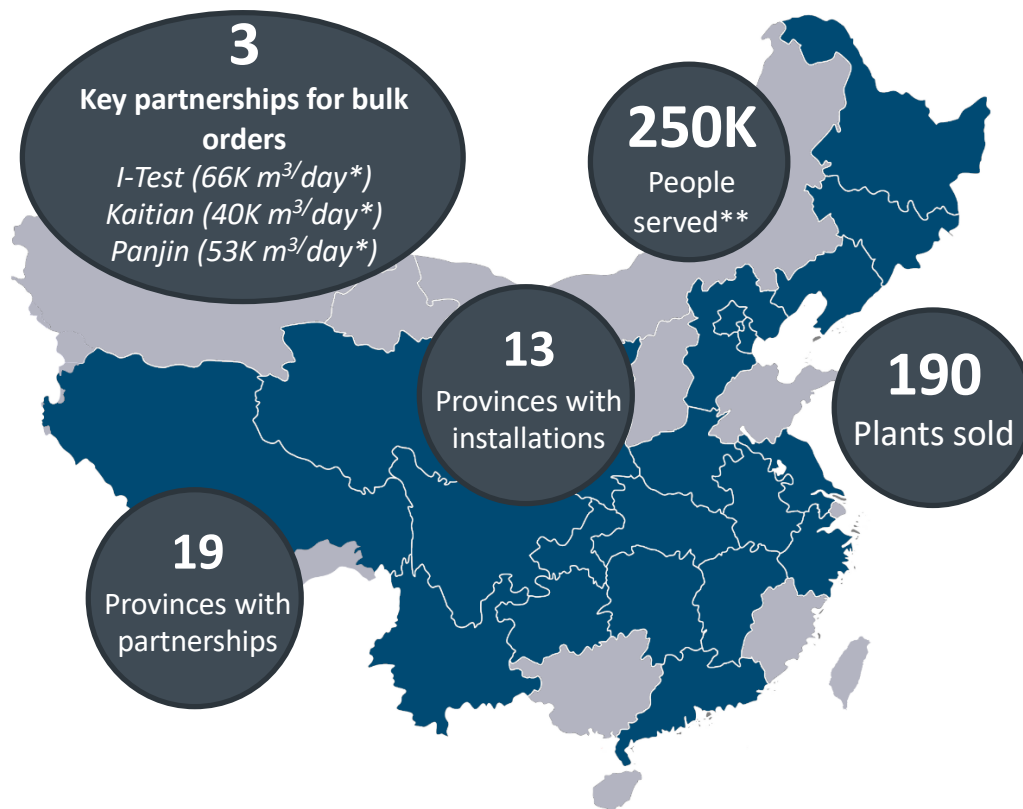 3
Key partnerships for bulk
orders
I-Test (66K m³/day*)
Kaitian (40K m³/day*)
Panjin (53K m³/day*)
250K
People
served**
13
Provinces with
installations
190
Plants sold
19
Provinces with
partnerships